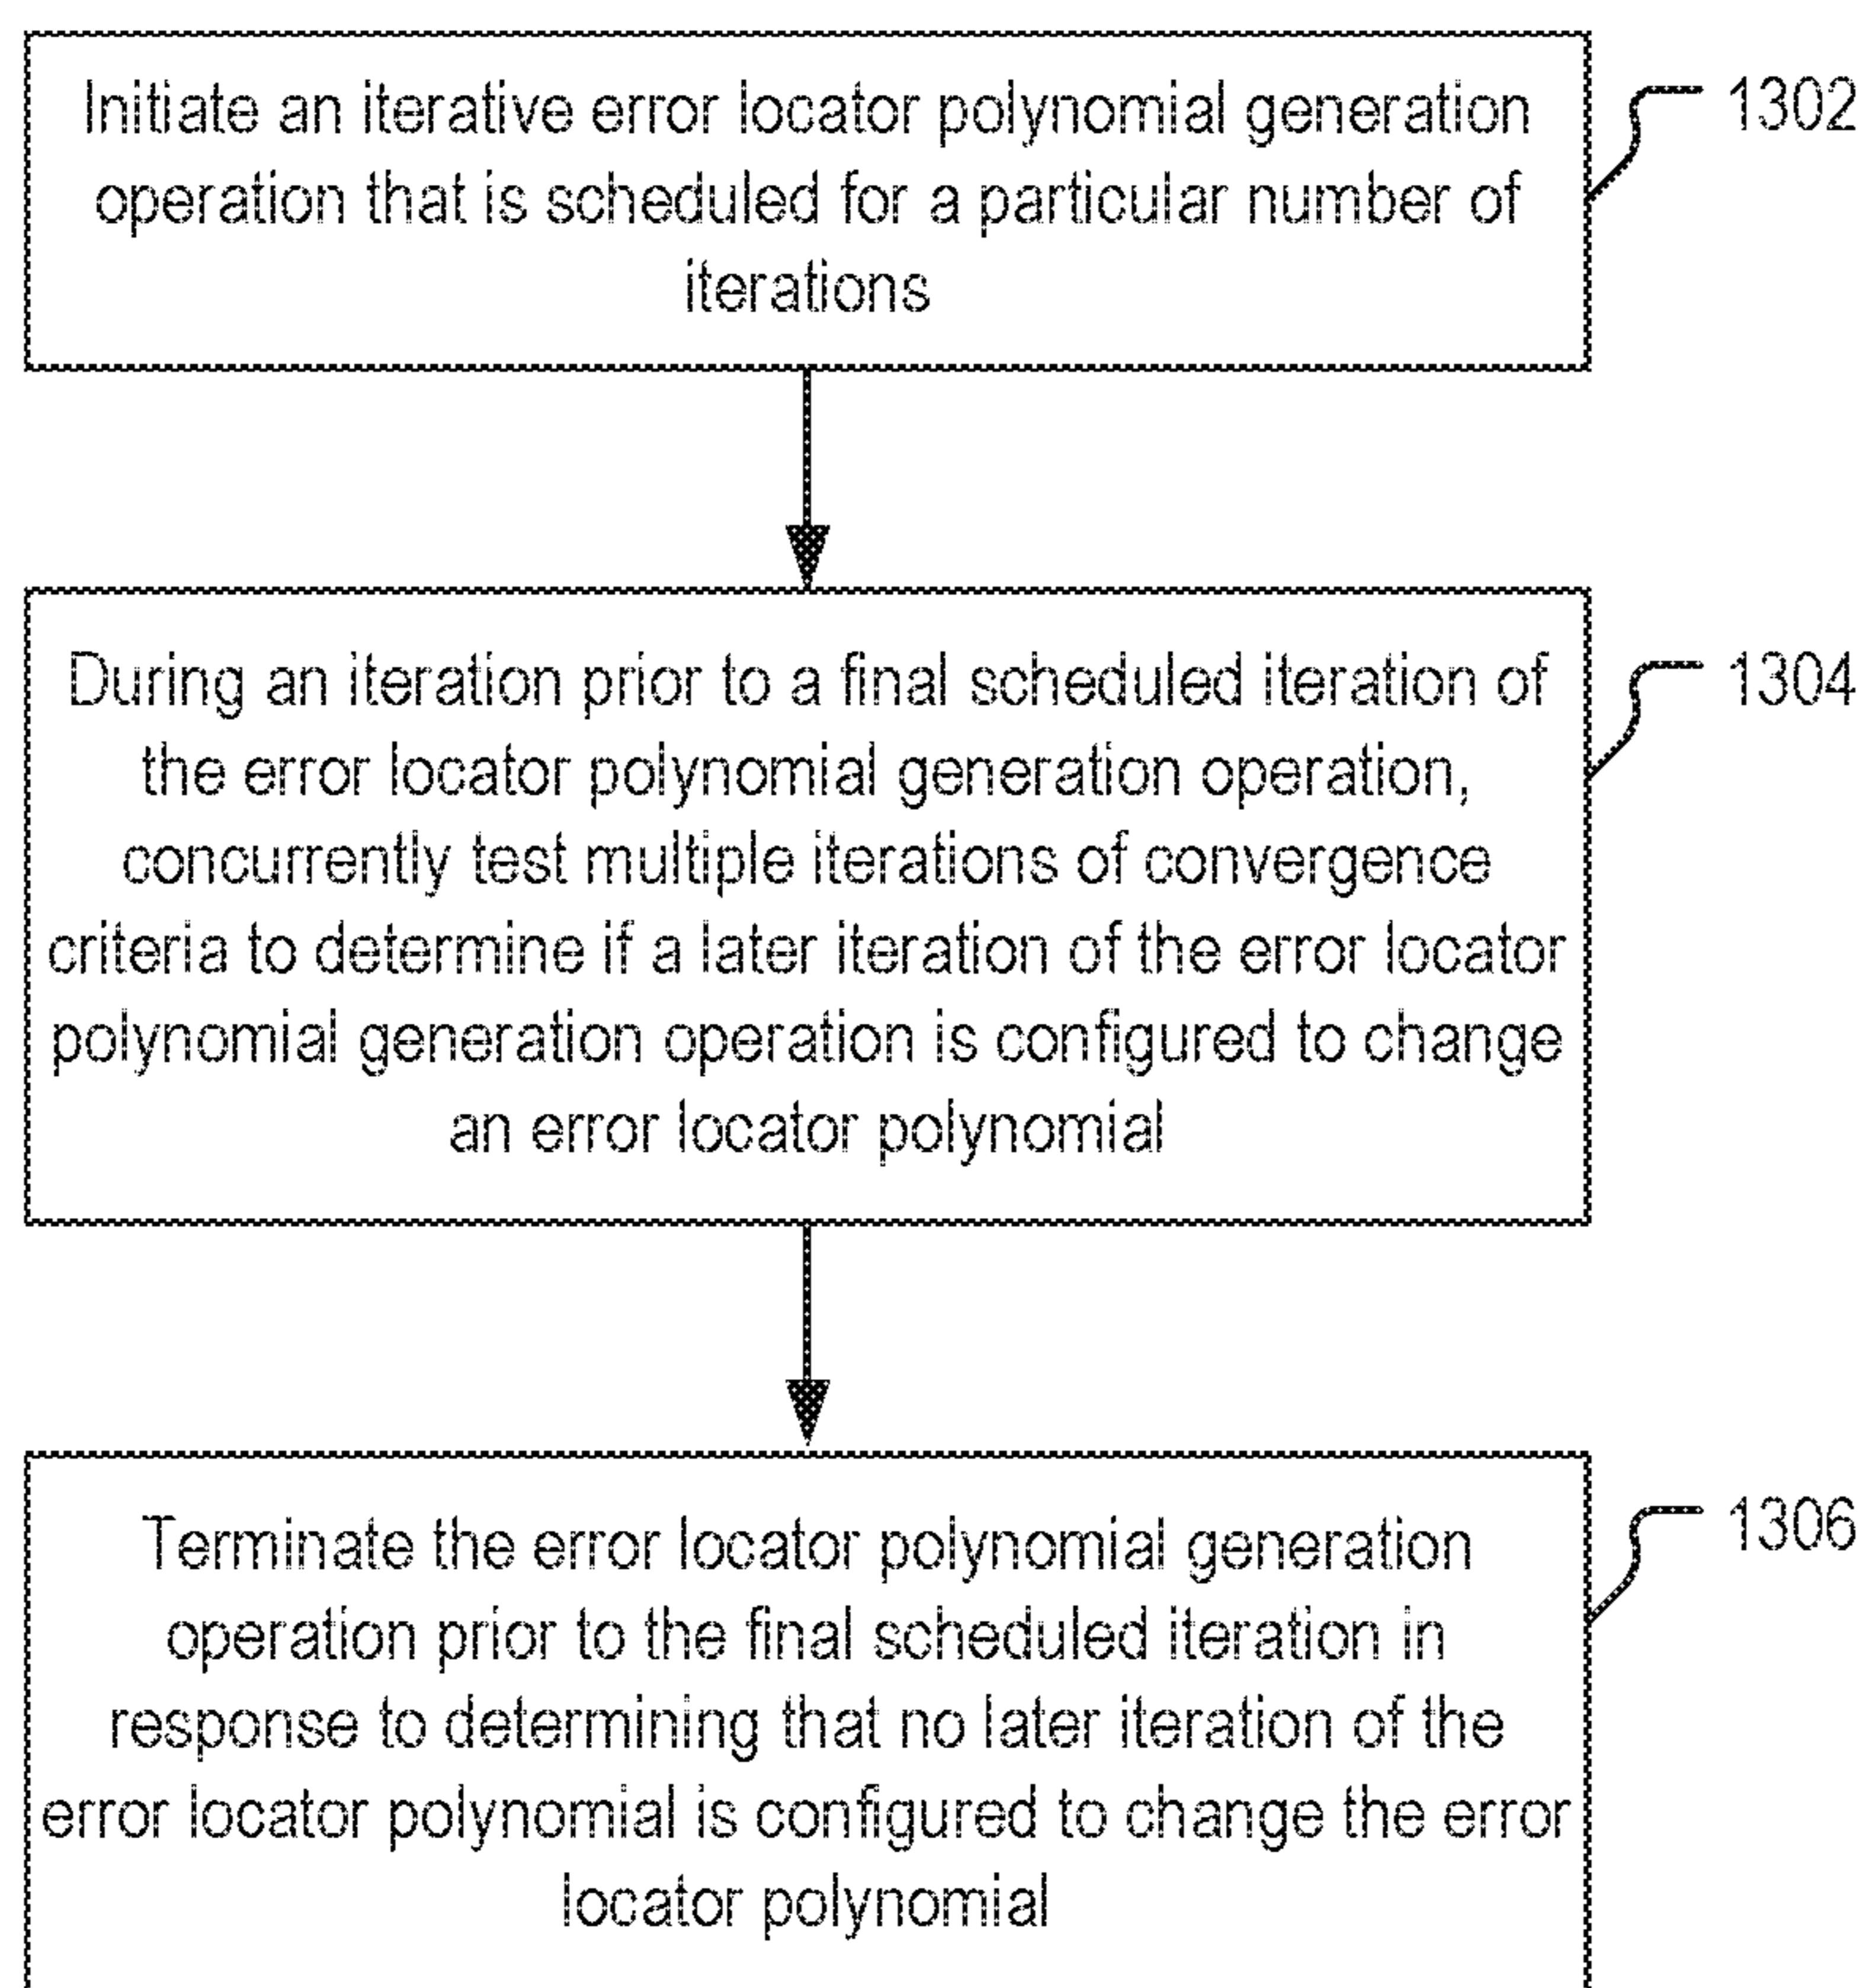 Initiate an iterative error locator polynomial generation
operation that is scheduled for a particular number of
iterations
1302
During an iteration prior to a final scheduled iteration of
the error locator polynomial generation operation,
concurrently test multiple iterations of convergence
criteria to determine if a later iteration of the error locator
polynomial generation operation is configured to change
an error locator polynomial
1304
Terminate the error locator polynomial generation
operation prior to the final scheduled iteration in
response to determining that no later iteration of the
error locator polynomial is configured to change the error
locator polynomial
1306